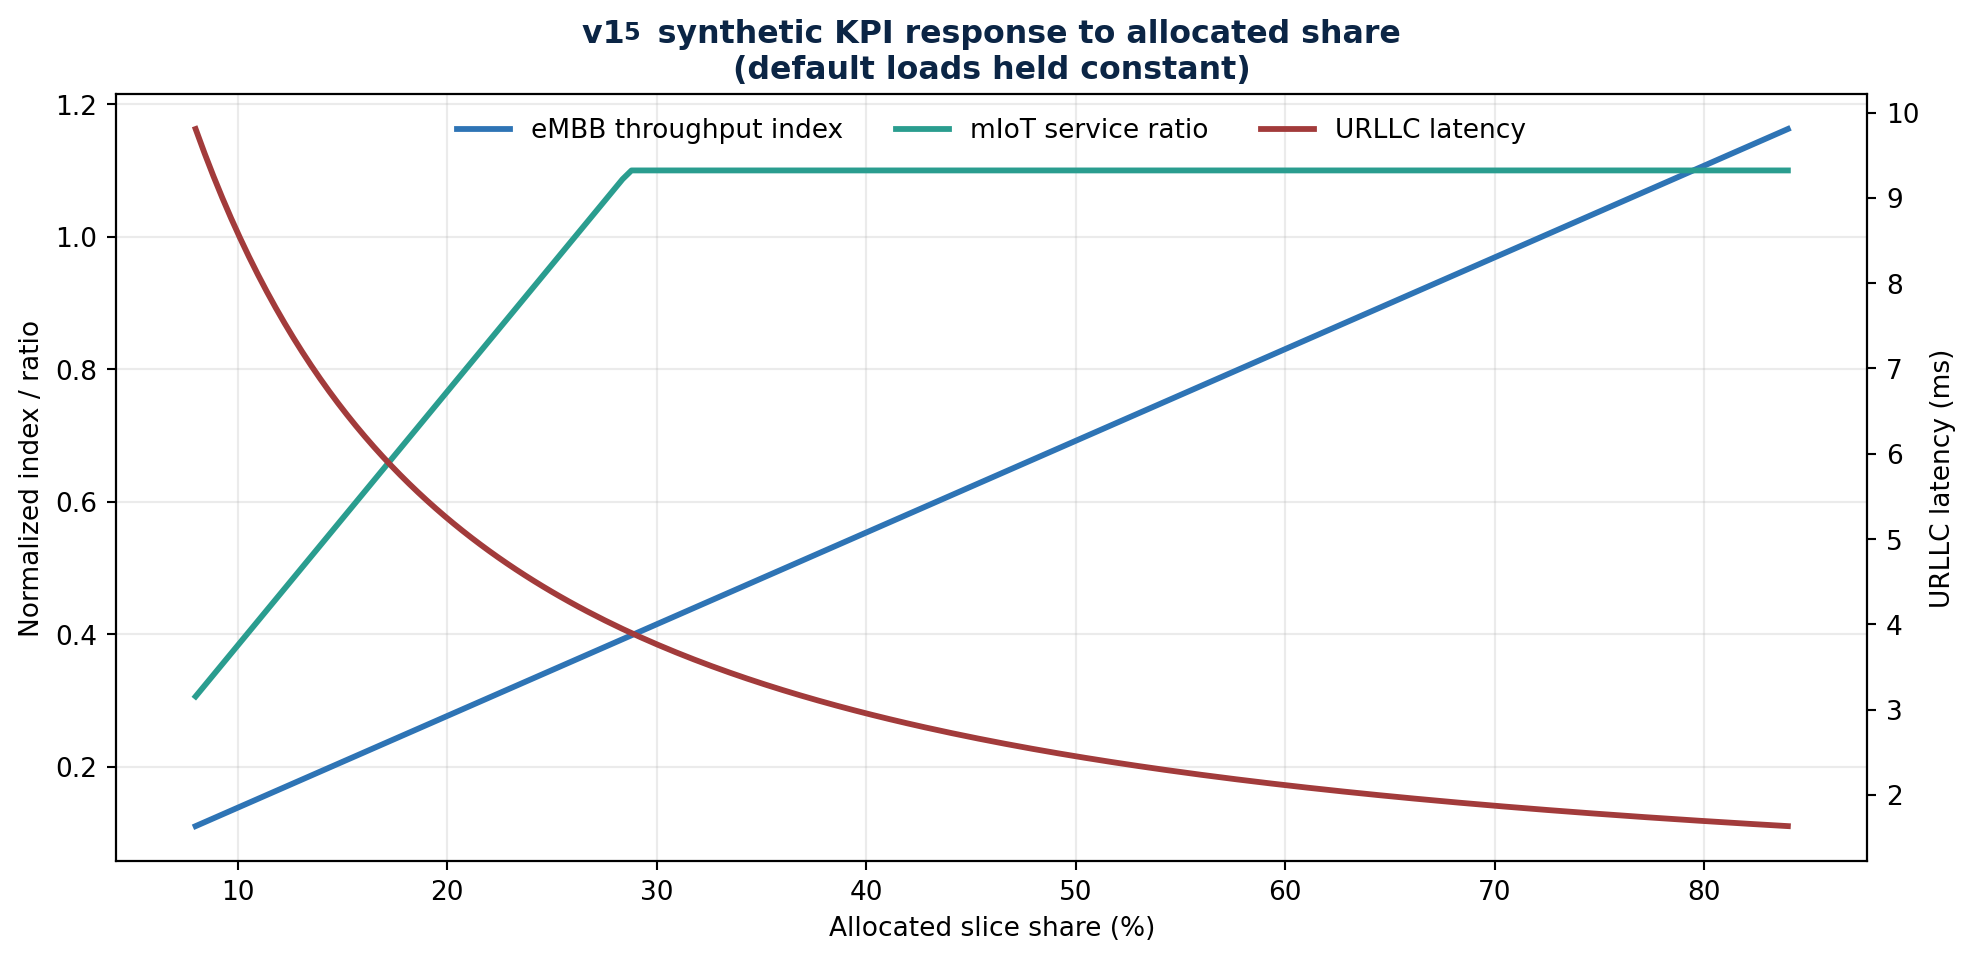 v15 synthetic KPI response to allocated share
(default loads held constant)
eMBB throughput index
mIoT service ratio
URLLC latency
Normalized index / ratio
1.2
1.0
0.8
0.6
0.4
0.2
10
9
8
7
6
5
4
3
2
URLLC latency (ms)
10
20
30
40
50
60
70
80
Allocated slice share (%)